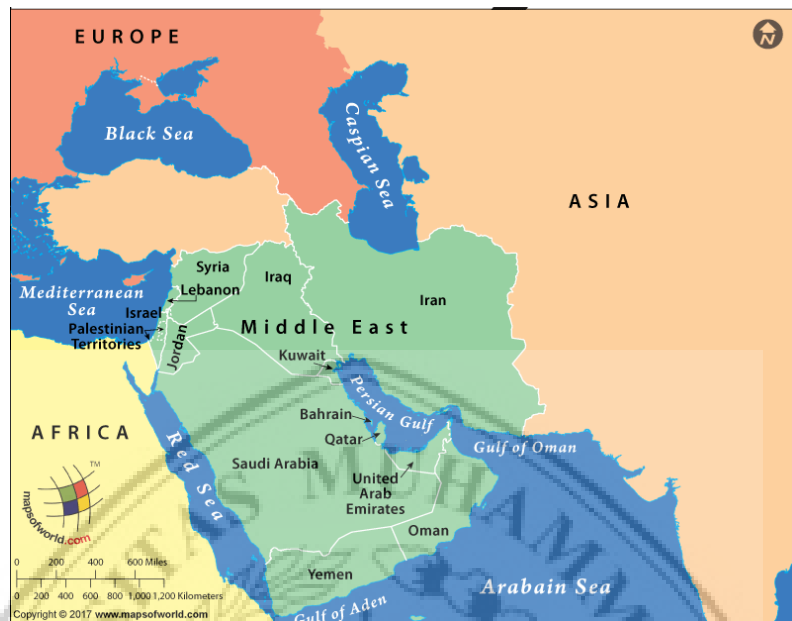 EUROPE
N
Black Sea
Caspian Sea
ASIA
Syria
Lebanon
Iraq
Iran
Mediterranean
Sea
Israel
Palestinian
Territories
Jordan
Middle East
Kuwait
Persian Gulf
Bahrain
Qatar
AFRICA
Red Sea
Saudi Arabia
Gulf of Oman
United
Arab
Emirates
Oman
TM
mapsofworld.com
Yemen
Arabain Sea
Gulf of Aden
0 200 400 600 Miles
0 200 400 600 800 1,000 1,200 Kilometers
Copyright © 2017 www.mapsofworld.com
TAS MUHAMM